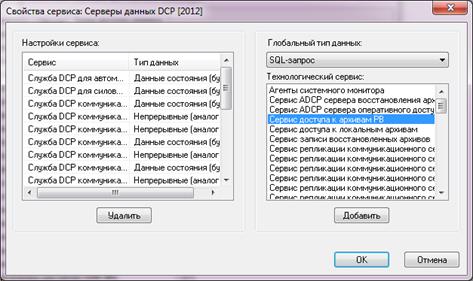 Свойства сервиса: Серверы данных DCP [2012]
Настройки сервиса:
Сервис Тип данных
Служба DCP для автом... Данные состояния (бу
Служба DCP для силов... Данные состояния (бу
Служба DCP коммуника... Данные состояния (бу
Служба DCP коммуника... Непрерывные (аналог
Служба DCP коммуника... Данные состояния (бу
Служба DCP коммуника... Непрерывные (аналог
Служба DCP коммуника... Данные состояния (бу
Служба DCP коммуника... Непрерывные (аналог
Удалить
Глобальный тип данных:
SQL-запрос
Технологический сервис:
Агенты системного монитора
Сервис ADCP сервера восстановления арх
Сервис ADCP сервера оперативного досту
Сервис доступа к архивам РВ
Сервис доступа к локальным архивам
Сервис записи восстановленных архивов
Сервис репликации коммуникационного се
Сервис репликации коммуникационного се
Сервис репликации коммуникационного се
Сервис репликации коммуникационного се
Добавить
OK
Отмена